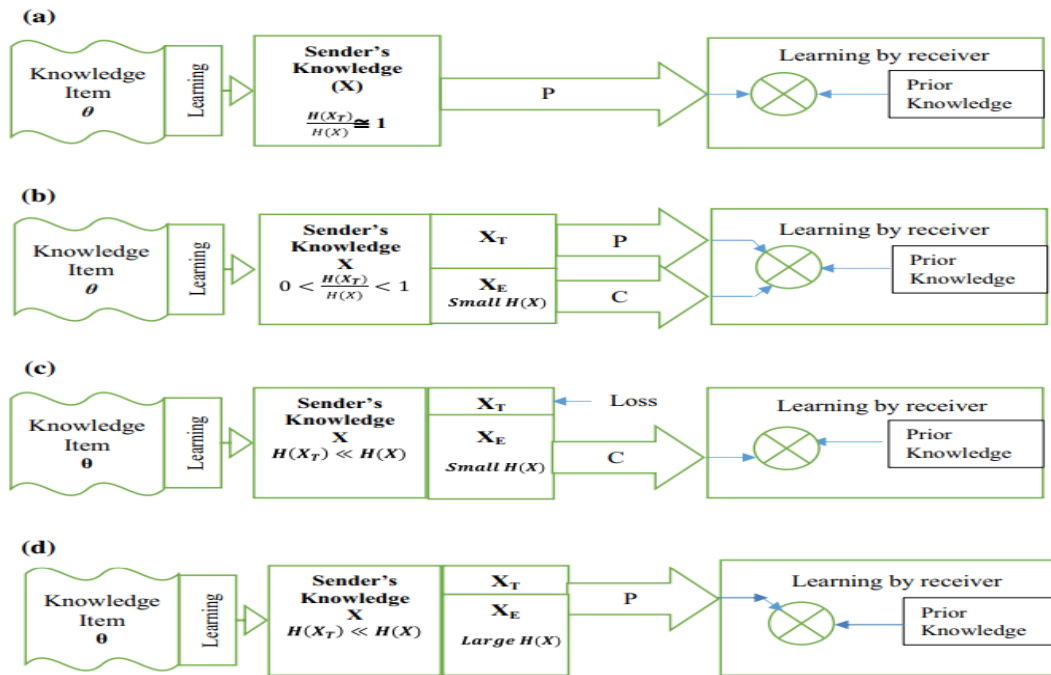 (a)
Knowledge
Item
θ
Learning
Sender's
Knowledge
(X)
H(X_T)/H(X) ≅ 1
P
Learning by receiver
Prior
Knowledge
(b)
Knowledge
Item
θ
Learning
Sender's
Knowledge
X
0 < H(X_T)/H(X) < 1
X_T
X_E
Small H(X)
P
C
Learning by receiver
Prior
Knowledge
(c)
Knowledge
Item
θ
Learning
Sender's
Knowledge
X
H(X_T) ≪ H(X)
X_T
X_E
Small H(X)
Loss
C
Learning by receiver
Prior
Knowledge
(d)
Knowledge
Item
θ
Learning
Sender's
Knowledge
X
H(X_T) ≪ H(X)
X_T
X_E
Large H(X)
P
Learning by receiver
Prior
Knowledge